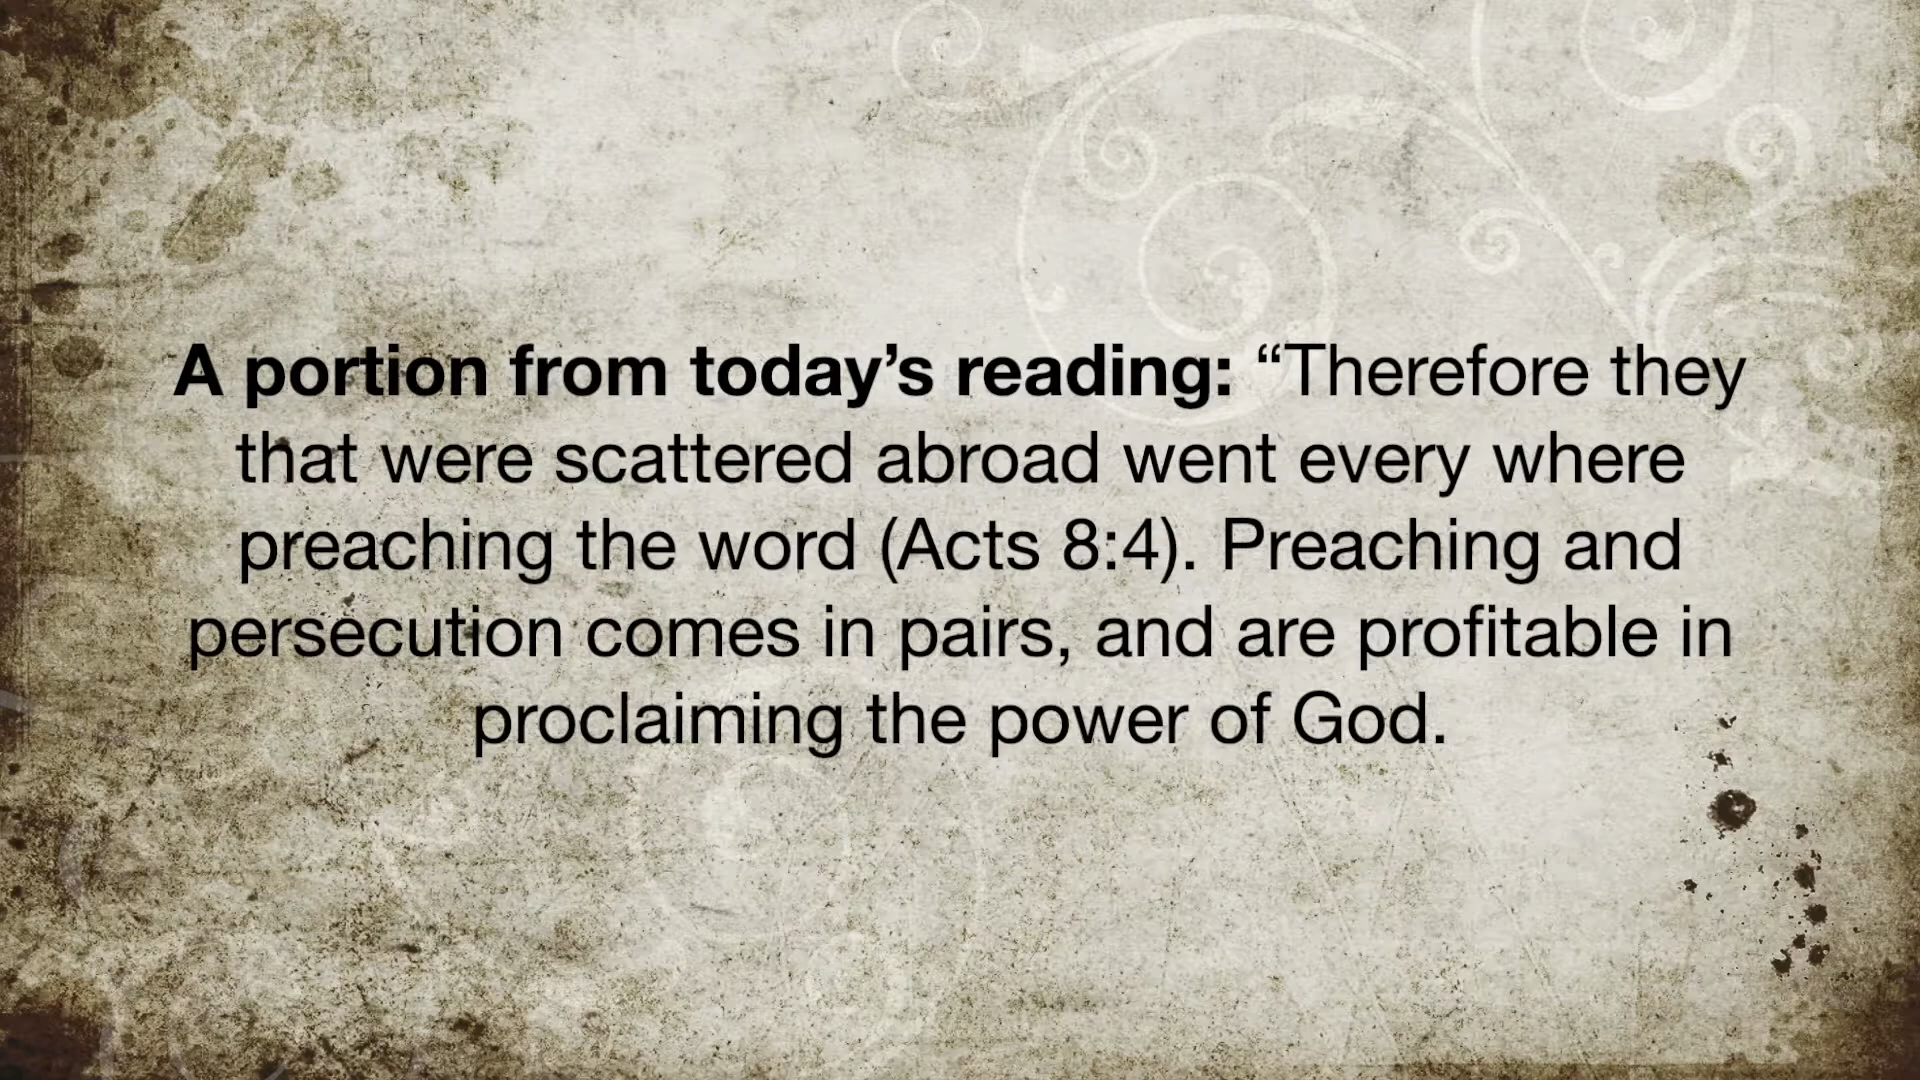 A portion from today’s reading: “Therefore they
that were scattered abroad went every where
preaching the word (Acts 8:4). Preaching and
persecution comes in pairs, and are profitable in
proclaiming the power of God.